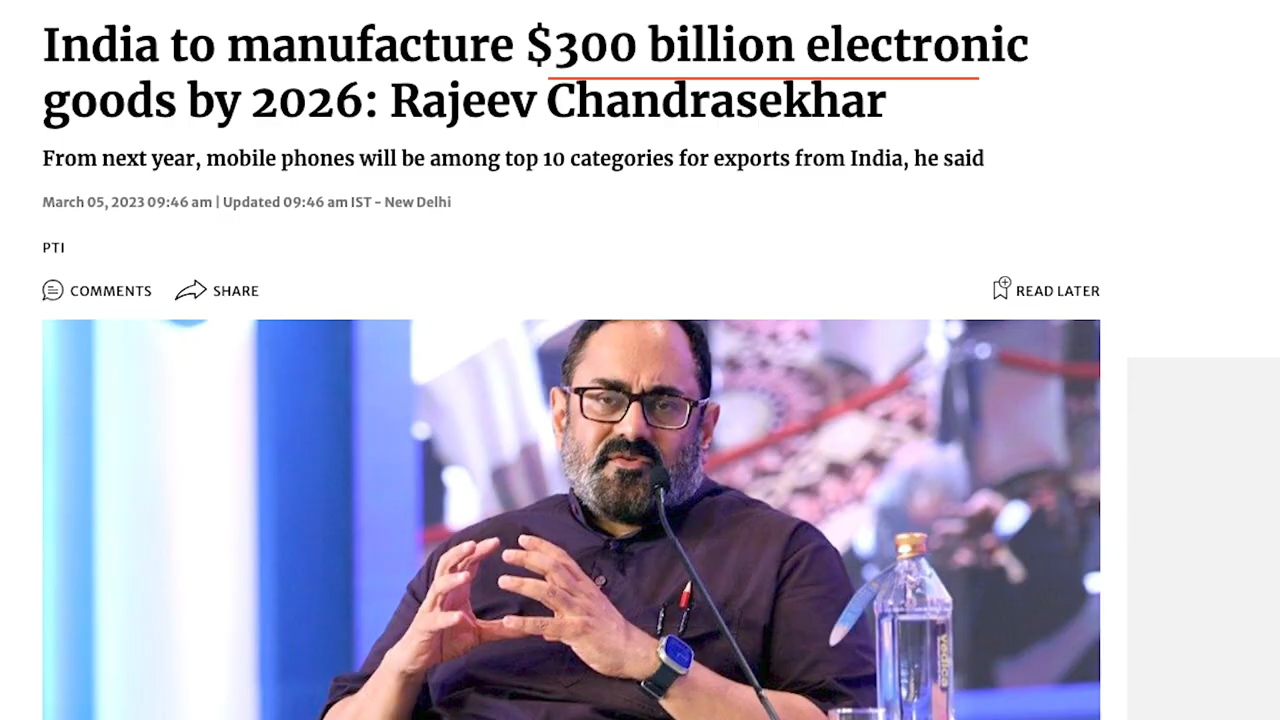 India to manufacture $300 billion electronic
goods by 2026: Rajeev Chandrasekhar
From next year, mobile phones will be among top 10 categories for exports from India, he said
March 05, 2023 09:46 am | Updated 09:46 am IST - New Delhi
PTI
COMMENTS SHARE READ LATER
vedica